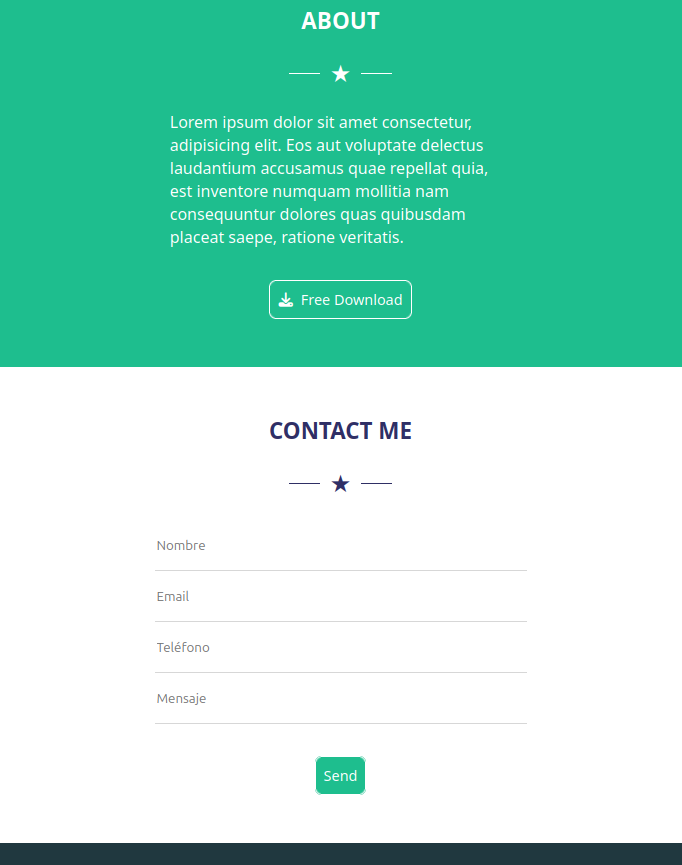 ABOUT
Lorem ipsum dolor sit amet consectetur,
adipisicing elit. Eos aut voluptate delectus
laudantium accusamus quae repellat quia,
est inventore numquam mollitia nam
consequuntur dolores quas quibusdam
placeat saepe, ratione veritatis.
Free Download
CONTACT ME
Nombre
Email
Teléfono
Mensaje
Send